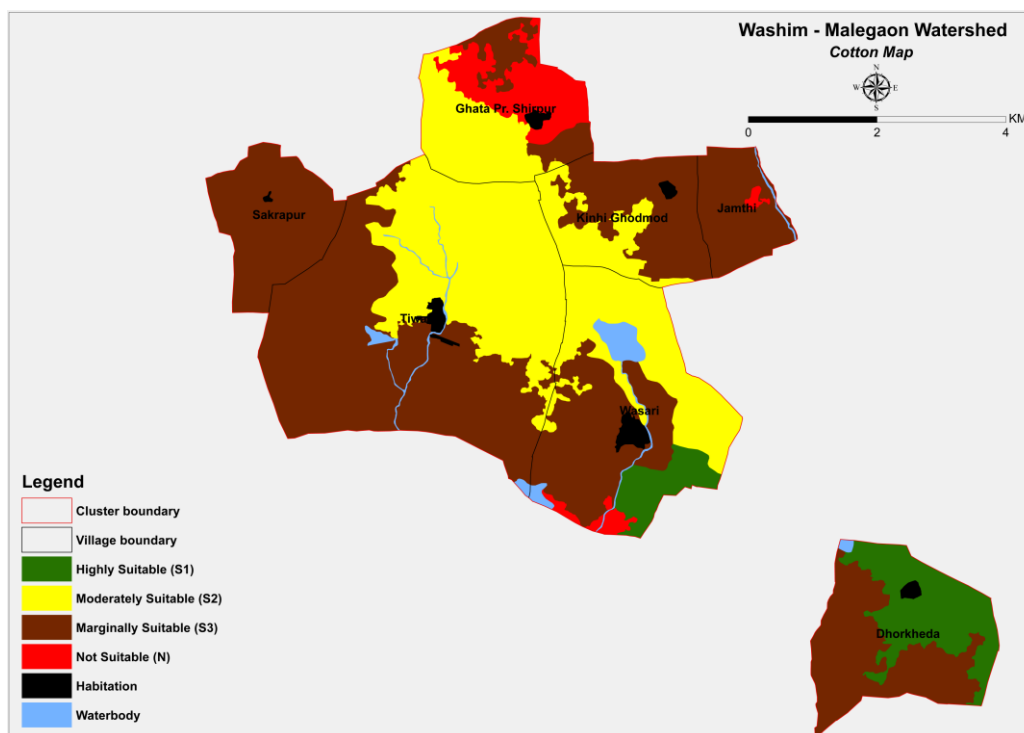 Washim - Malegaon Watershed
Cotton Map
N
W E
S
KM
0 2 4
Ghata Pr. Shirpur
Sakrapur
Kinhi Ghodmod
Jamthi
Wasari
Dhorkheda
Legend
Cluster boundary
Village boundary
Highly Suitable (S1)
Moderately Suitable (S2)
Marginally Suitable (S3)
Not Suitable (N)
Habitation
Waterbody